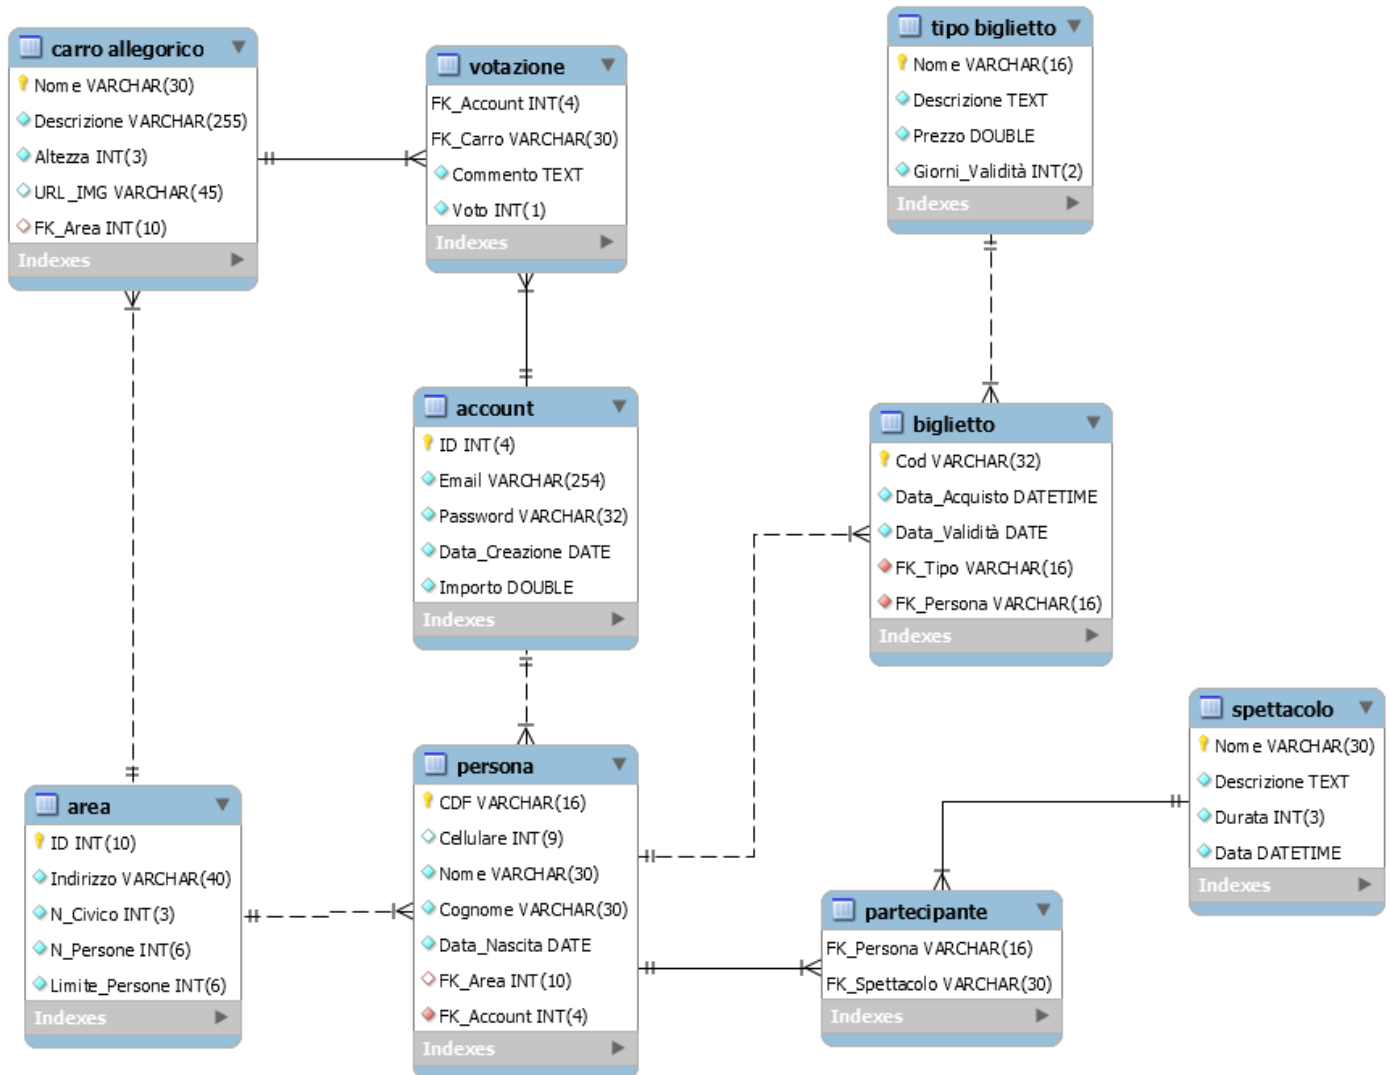 carro allegorico
Nome VARCHAR(30)
Descrizione VARCHAR(255)
Altezza INT(3)
URL_IMG VARCHAR(45)
FK_Area INT(10)
Indexes
votazione
FK_Account INT(4)
FK_Carro VARCHAR(30)
Commento TEXT
Voto INT(1)
Indexes
tipo biglietto
Nome VARCHAR(16)
Descrizione TEXT
Prezzo DOUBLE
Giorni_Validità INT(2)
Indexes
account
ID INT(4)
Email VARCHAR(254)
Password VARCHAR(32)
Data_Creazione DATE
Importo DOUBLE
Indexes
biglietto
Cod VARCHAR(32)
Data_Acquisto DATETIME
Data_Validità DATE
FK_Tipo VARCHAR(16)
FK_Persona VARCHAR(16)
Indexes
area
ID INT(10)
Indirizzo VARCHAR(40)
N_Civico INT(3)
N_Persone INT(6)
Limite_Persone INT(6)
Indexes
persona
CDF VARCHAR(16)
Cellulare INT(9)
Nome VARCHAR(30)
Cognome VARCHAR(30)
Data_Nascita DATE
FK_Area INT(10)
FK_Account INT(4)
Indexes
partecipante
FK_Persona VARCHAR(16)
FK_Spettacolo VARCHAR(30)
Indexes
spettacolo
Nome VARCHAR(30)
Descrizione TEXT
Durata INT(3)
Data DATETIME
Indexes